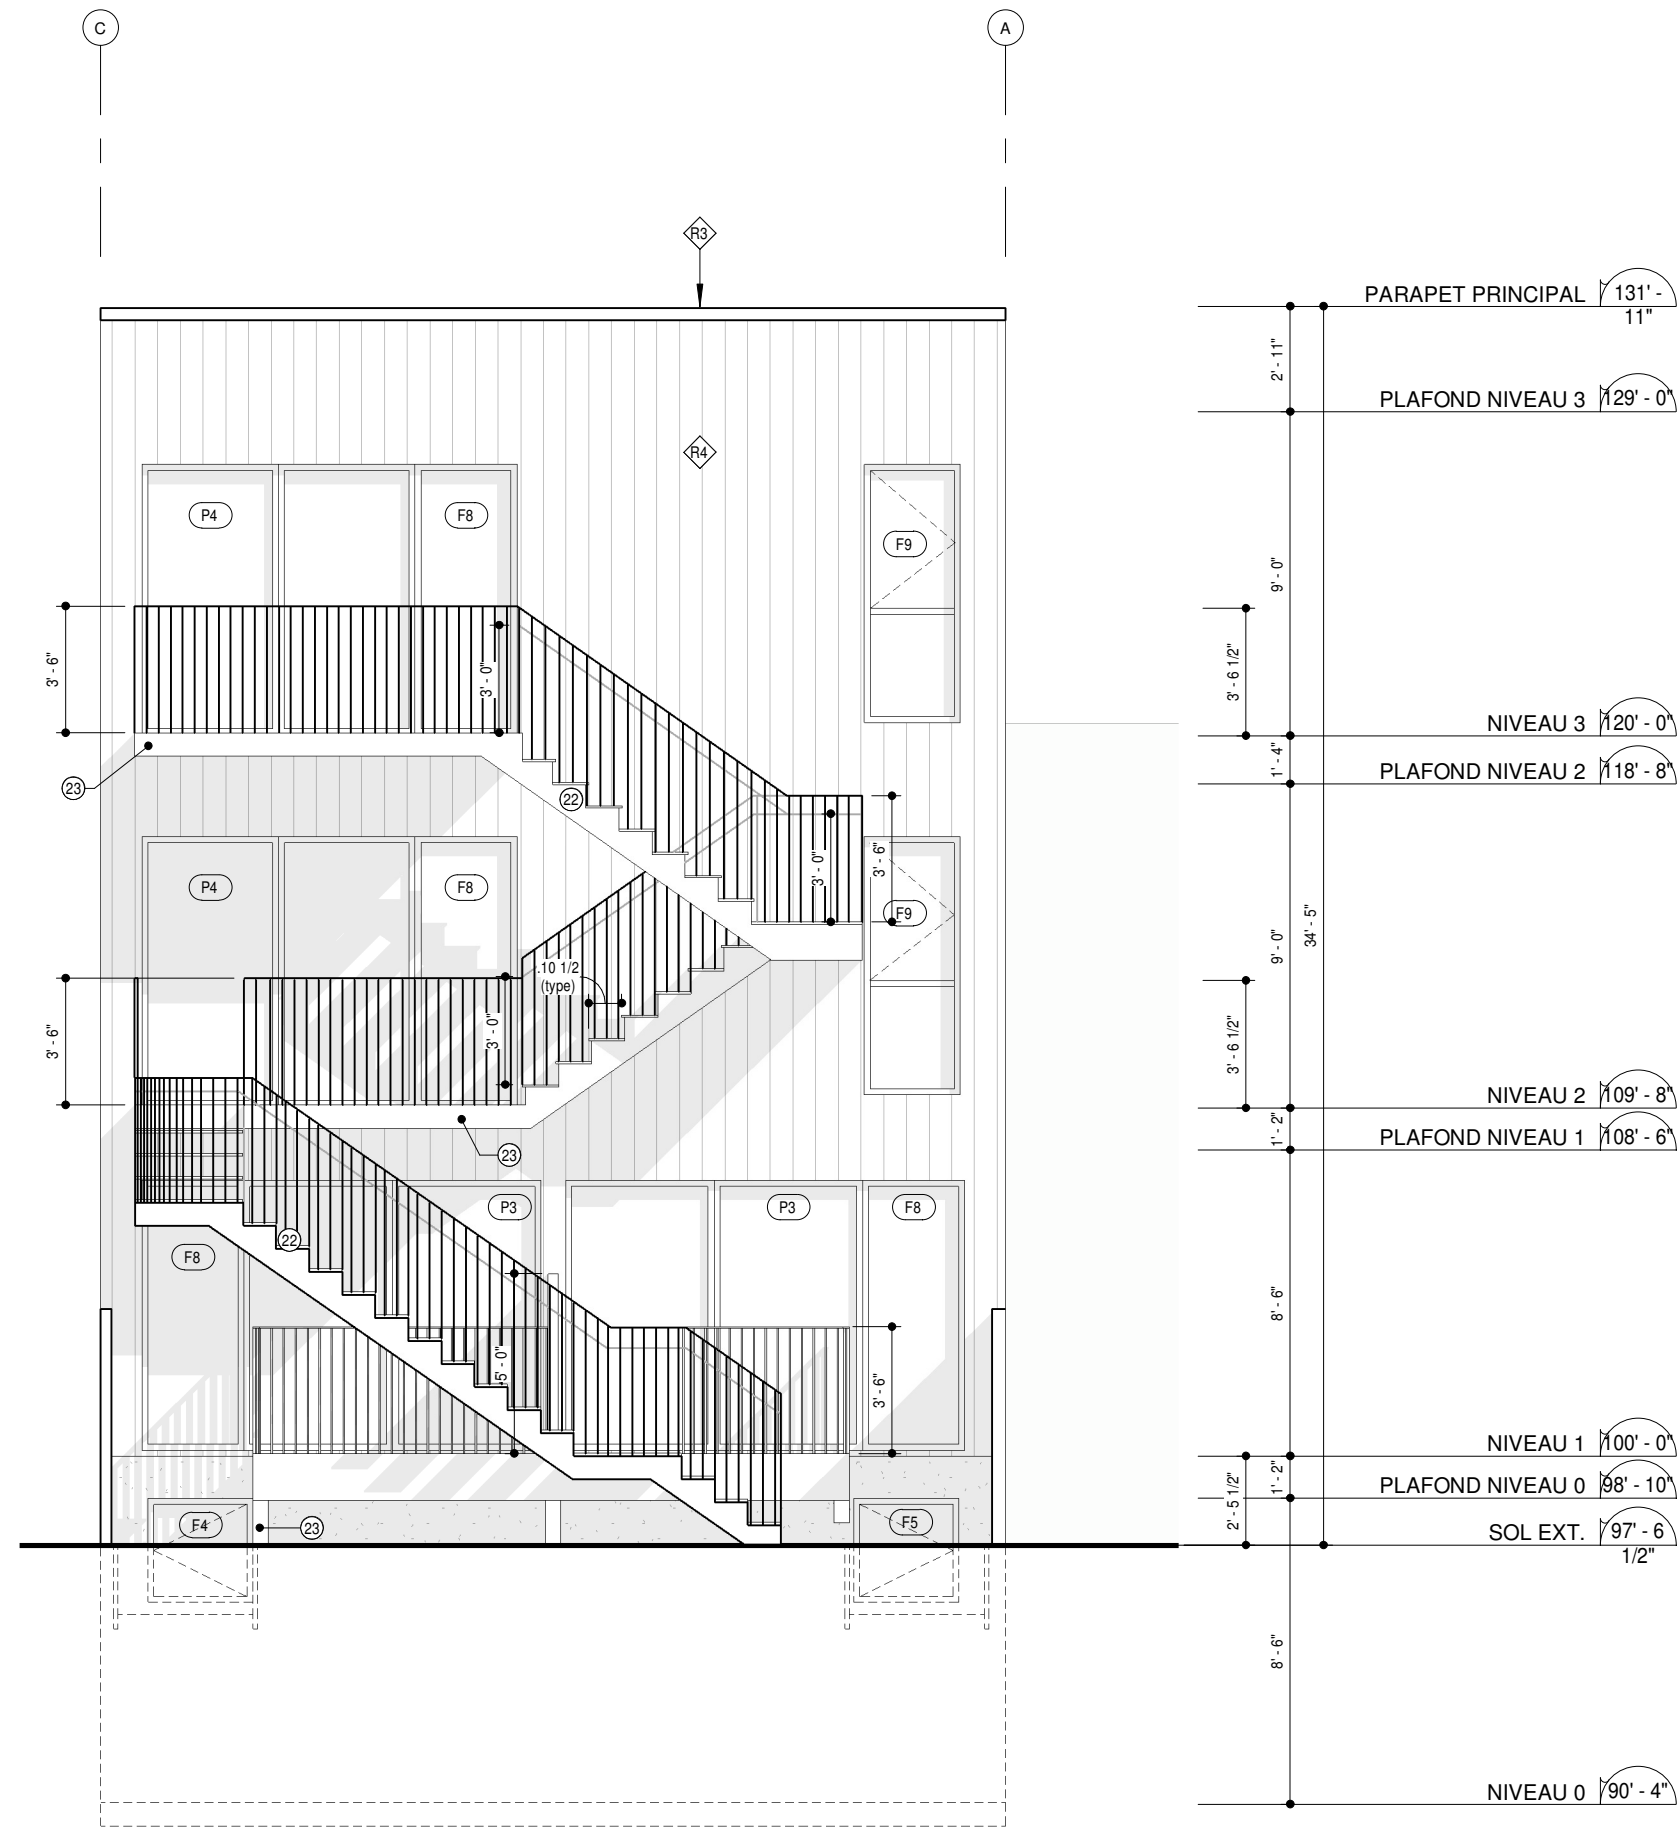 C
A
R3
PARAPET PRINCIPAL 131' -
11"
2' - 11"
PLAFOND NIVEAU 3 129' - 0"
R4
P4
F8
F9
9' - 0"
3' - 6"
3' - 0"
3' - 6 1/2"
NIVEAU 3 120' - 0"
1' - 4"
PLAFOND NIVEAU 2 118' - 8"
23
22
3' - 0"
3' - 6"
P4
F8
F9
9' - 0"
34' - 5"
.10 1/2
(type)
3' - 6"
3' - 0"
3' - 6 1/2"
NIVEAU 2 109' - 8"
1' - 2"
PLAFOND NIVEAU 1 108' - 6"
23
P3
P3
F8
22
F8
8' - 6"
5' - 0"
3' - 6"
NIVEAU 1 100' - 0"
1' - 2"
PLAFOND NIVEAU 0 98' - 10"
2' - 5 1/2"
F4
23
F5
SOL EXT. 97' - 6
1/2"
8' - 6"
NIVEAU 0 90' - 4"